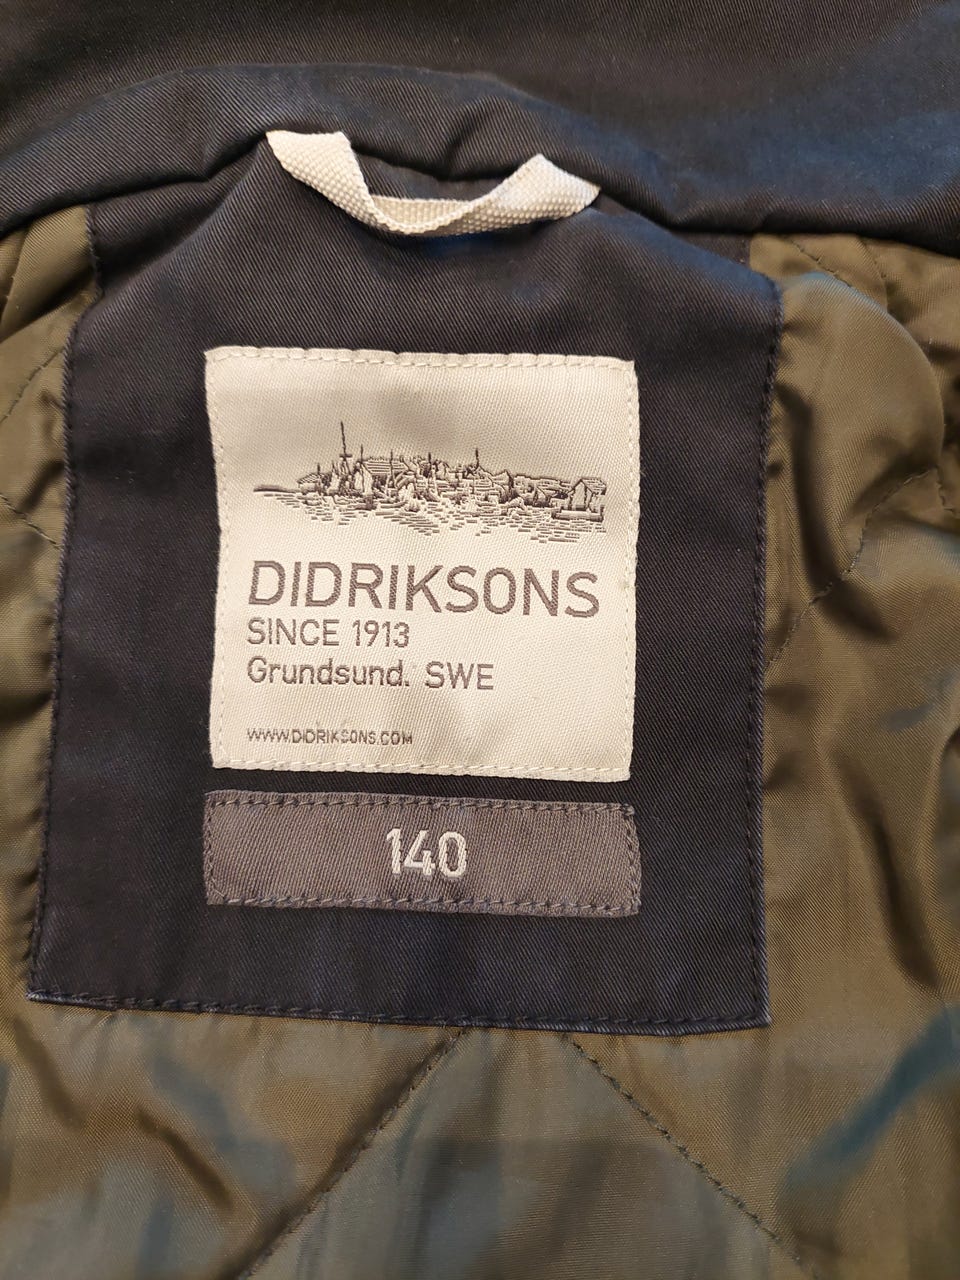 DIDRIKSONS
SINCE 1913
Grundsund. SWE
WWW.DIDRIKSONS.COM
140